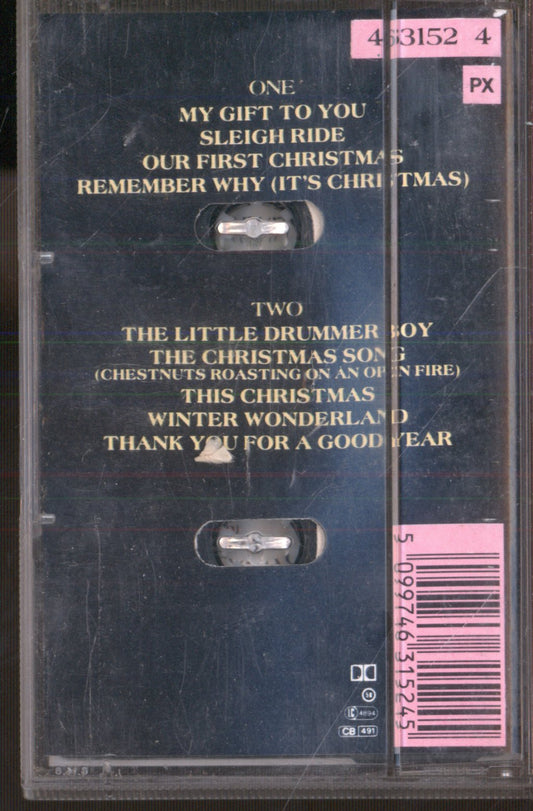 463152 4
PX
ONE
MY GIFT TO YOU
SLEIGH RIDE
OUR FIRST CHRISTMAS
REMEMBER WHY (IT'S CHRISTMAS)
TWO
THE LITTLE DRUMMER BOY
THE CHRISTMAS SONG
(CHESTNUTS ROASTING ON AN OPEN FIRE)
THIS CHRISTMAS
WINTER WONDERLAND
THANK YOU FOR A GOOD YEAR
5 099746 315245
LC 4894
CB 491